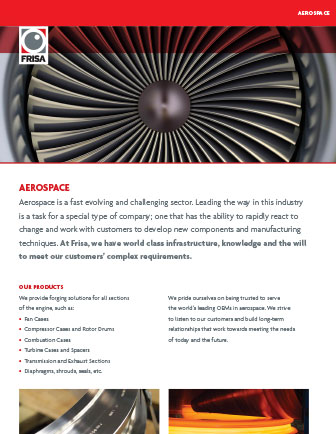 AEROSPACE
FRISA
AEROSPACE
Aerospace is a fast evolving and challenging sector. Leading the way in this industry
is a task for a special type of company; one that has the ability to rapidly react to
change and work with customers to develop new components and manufacturing
techniques. At Frisa, we have world class infrastructure, knowledge and the will
to meet our customers' complex requirements.
OUR PRODUCTS
We provide forging solutions for all sections
of the engine, such as:
• Fan Cases
• Compressor Cases and Rotor Drums
• Combustion Cases
• Turbine Cases and Spacers
• Transmission and Exhaust Sections
• Diaphragms, shrouds, seals, etc.
We pride ourselves on being trusted to serve
the world's leading OEMs in aerospace. We strive
to listen to our customers and build long-term
relationships that work towards meeting the needs
of today and the future.